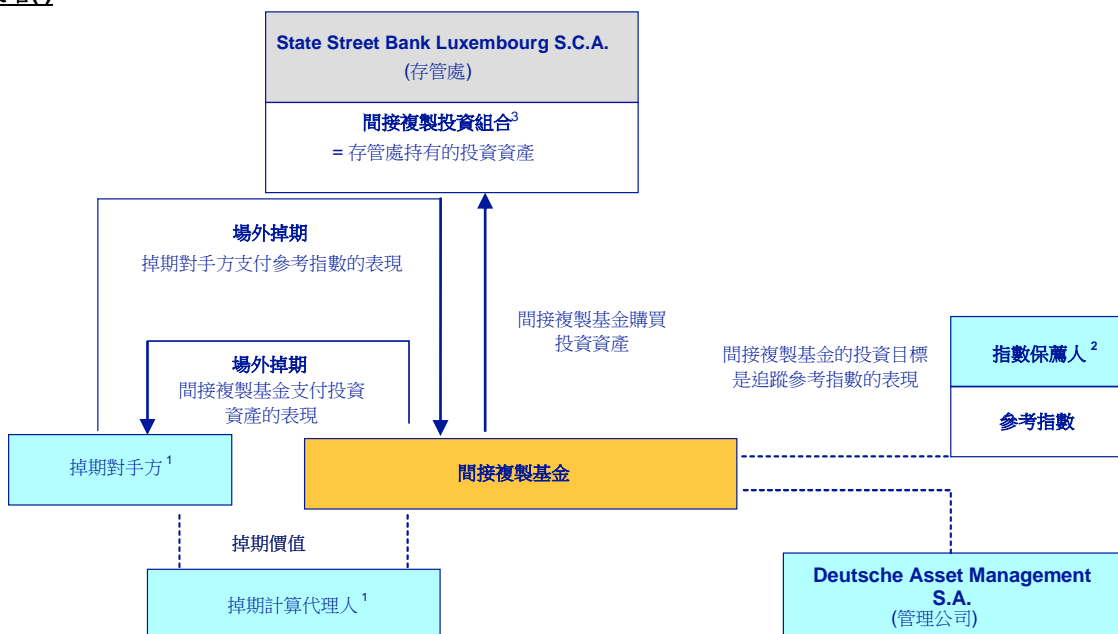 State Street Bank Luxembourg S.C.A.
(存管處)
間接複製投資組合3
= 存管處持有的投資資產
場外掉期
掉期對手方支付參考指數的表現
場外掉期
間接複製基金支付投資
資產的表現
間接複製基金購買
投資資產
間接複製基金的投資目標
是追蹤參考指數的表現
指數保薦人 2
參考指數
掉期對手方 1
間接複製基金
掉期價值
掉期計算代理人 1
Deutsche Asset Management
S.A.
(管理公司)